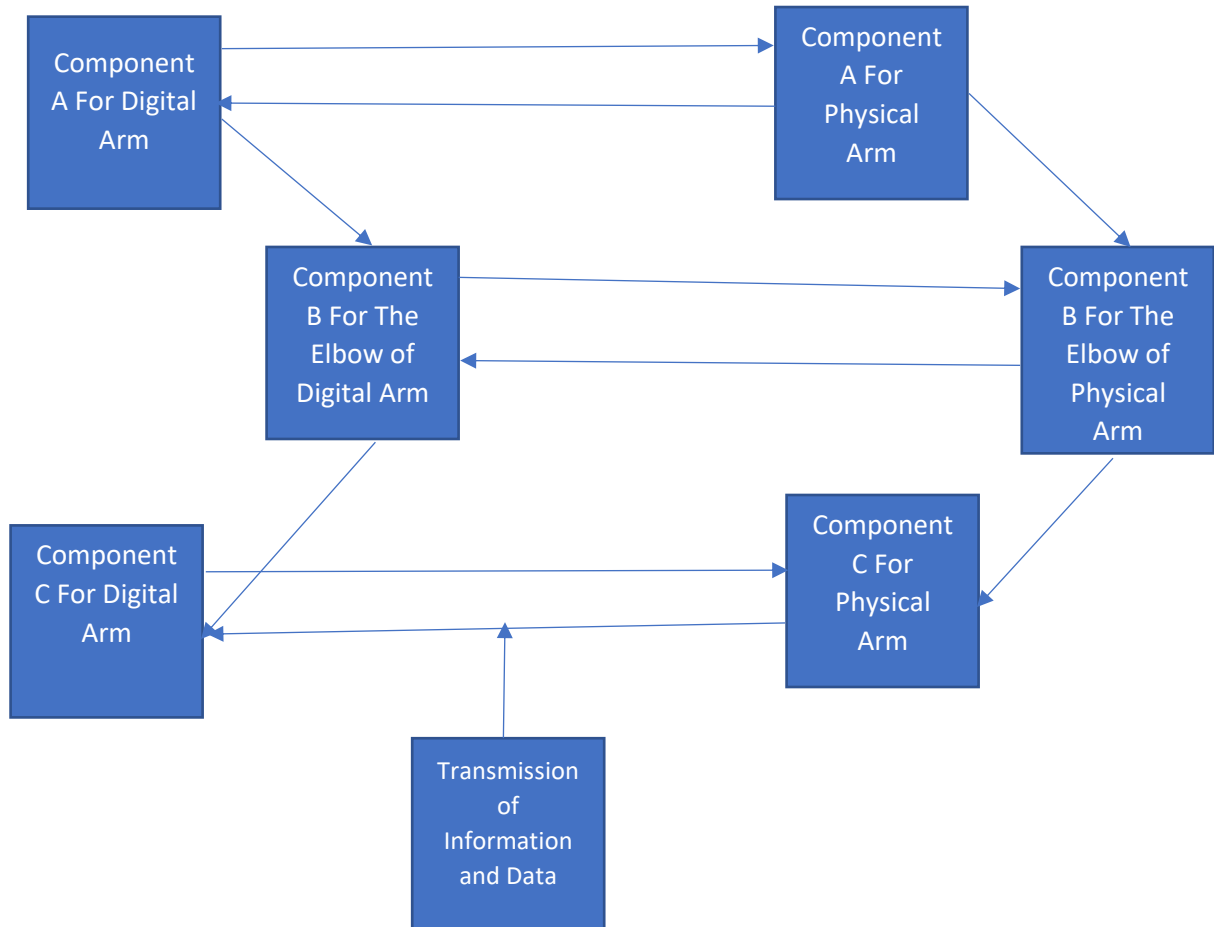 Component
A For Digital
Arm
Component
A For
Physical
Arm
Component
B For The
Elbow of
Digital Arm
Component
B For The
Elbow of
Physical
Arm
Component
C For Digital
Arm
Component
C For
Physical
Arm
Transmission
of
Information
and Data